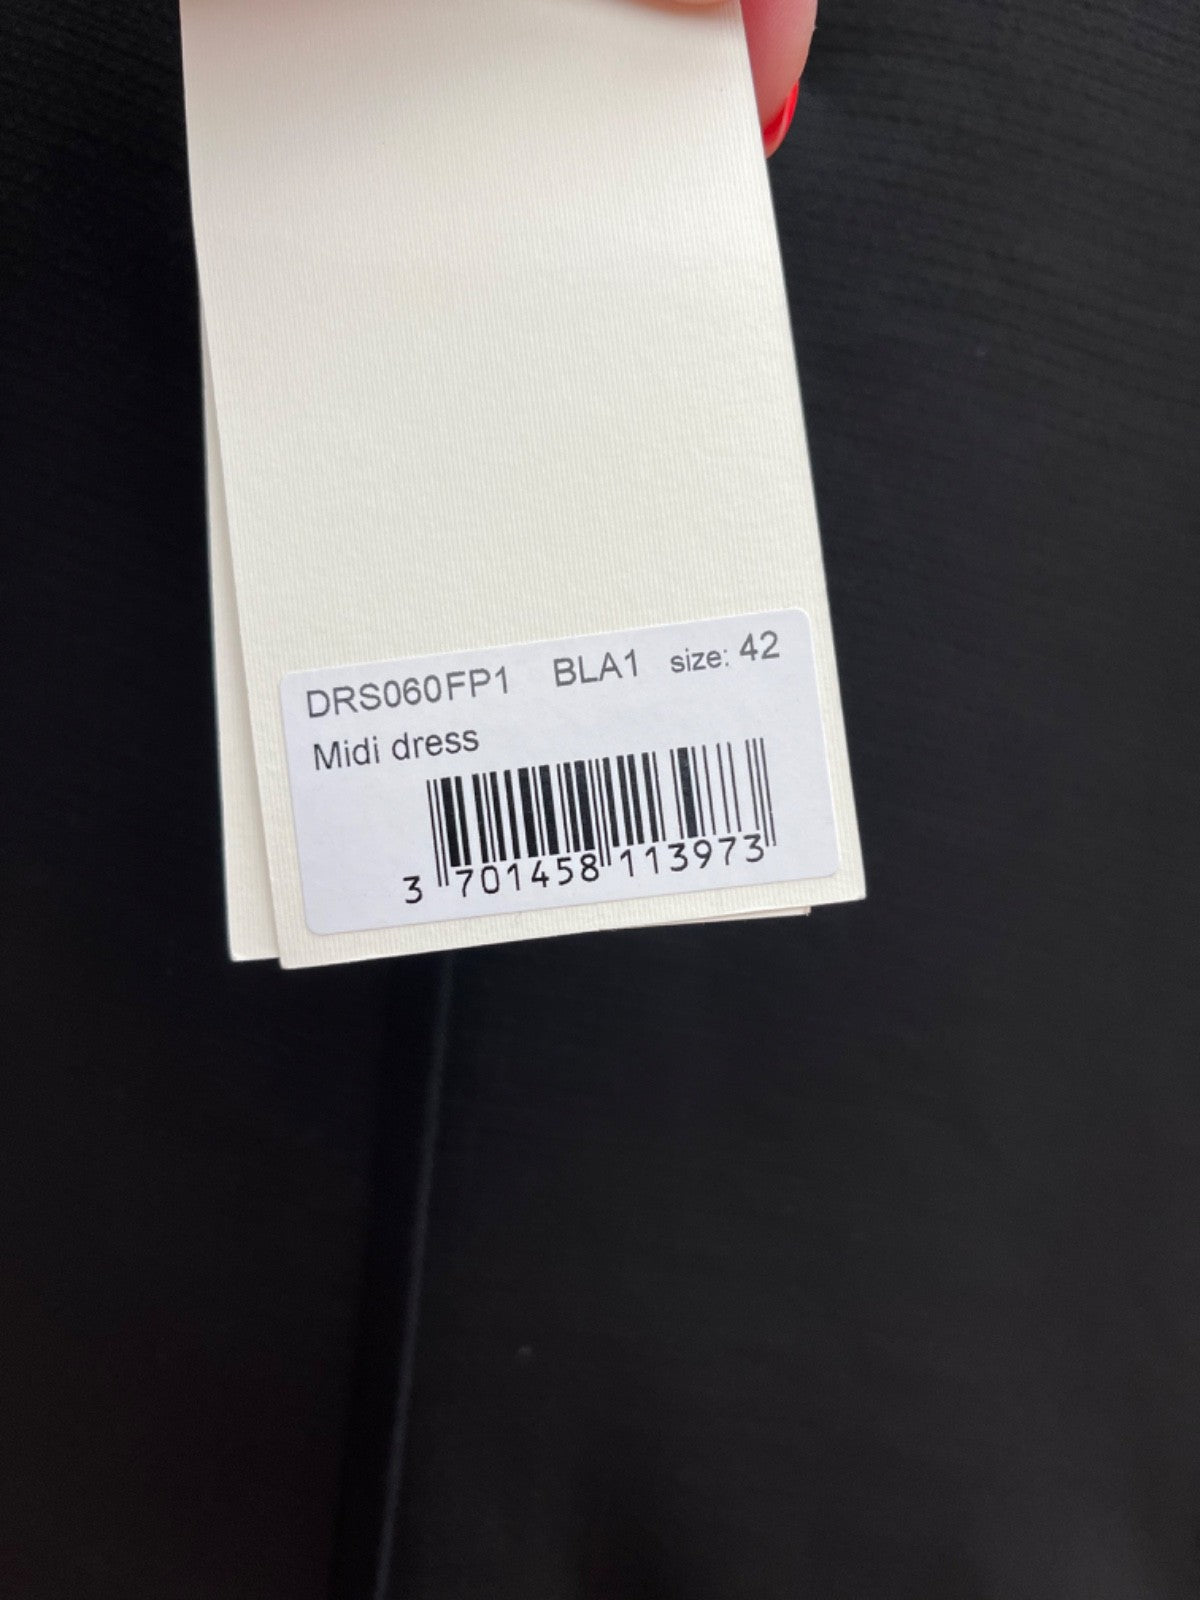 DRS060FP1 BLA1 size: 42
Midi dress
3 701458 113973